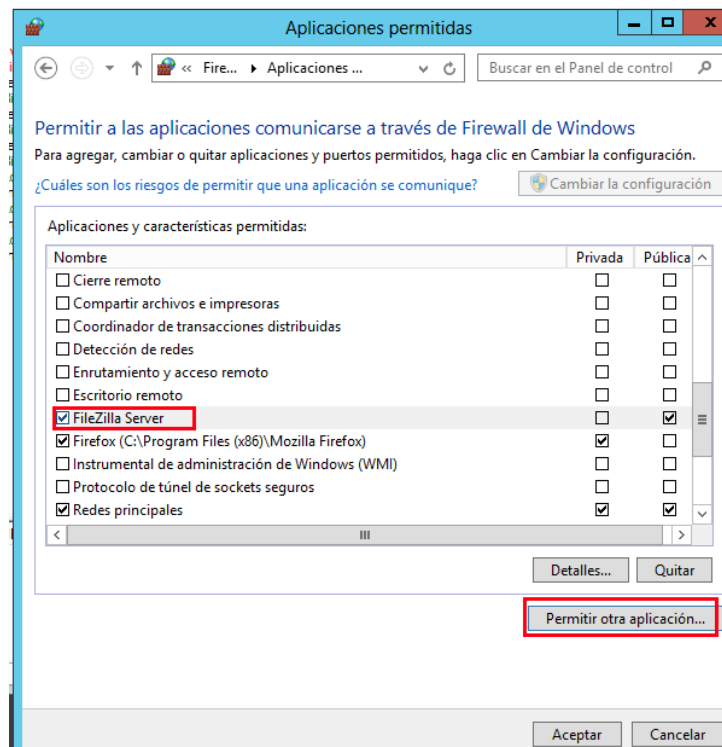 Aplicaciones permitidas
Fire... Aplicaciones ... Buscar en el Panel de control
Permitir a las aplicaciones comunicarse a través de Firewall de Windows
Para agregar, cambiar o quitar aplicaciones y puertos permitidos, haga clic en Cambiar la configuración.
¿Cuáles son los riesgos de permitir que una aplicación se comunique? Cambiar la configuración
Aplicaciones y características permitidas:
Nombre Privada Pública
Cierre remoto
Compartir archivos e impresoras
Coordinador de transacciones distribuidas
Detección de redes
Enrutamiento y acceso remoto
Escritorio remoto
FileZilla Server
Firefox (C:\Program Files (x86)\Mozilla Firefox)
Instrumental de administración de Windows (WMI)
Protocolo de túnel de sockets seguros
Redes principales
Detalles... Quitar
Permitir otra aplicación...
Aceptar Cancelar